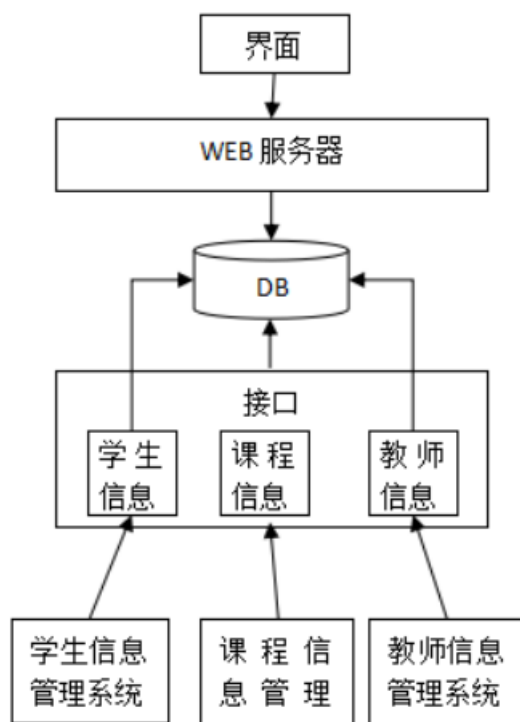 界面
WEB 服务器
DB
接口
学 生
信息
课 程
信息
教 师
信息
学生信息
管理系统
课 程 信
息 管 理
教师信息
管理系统